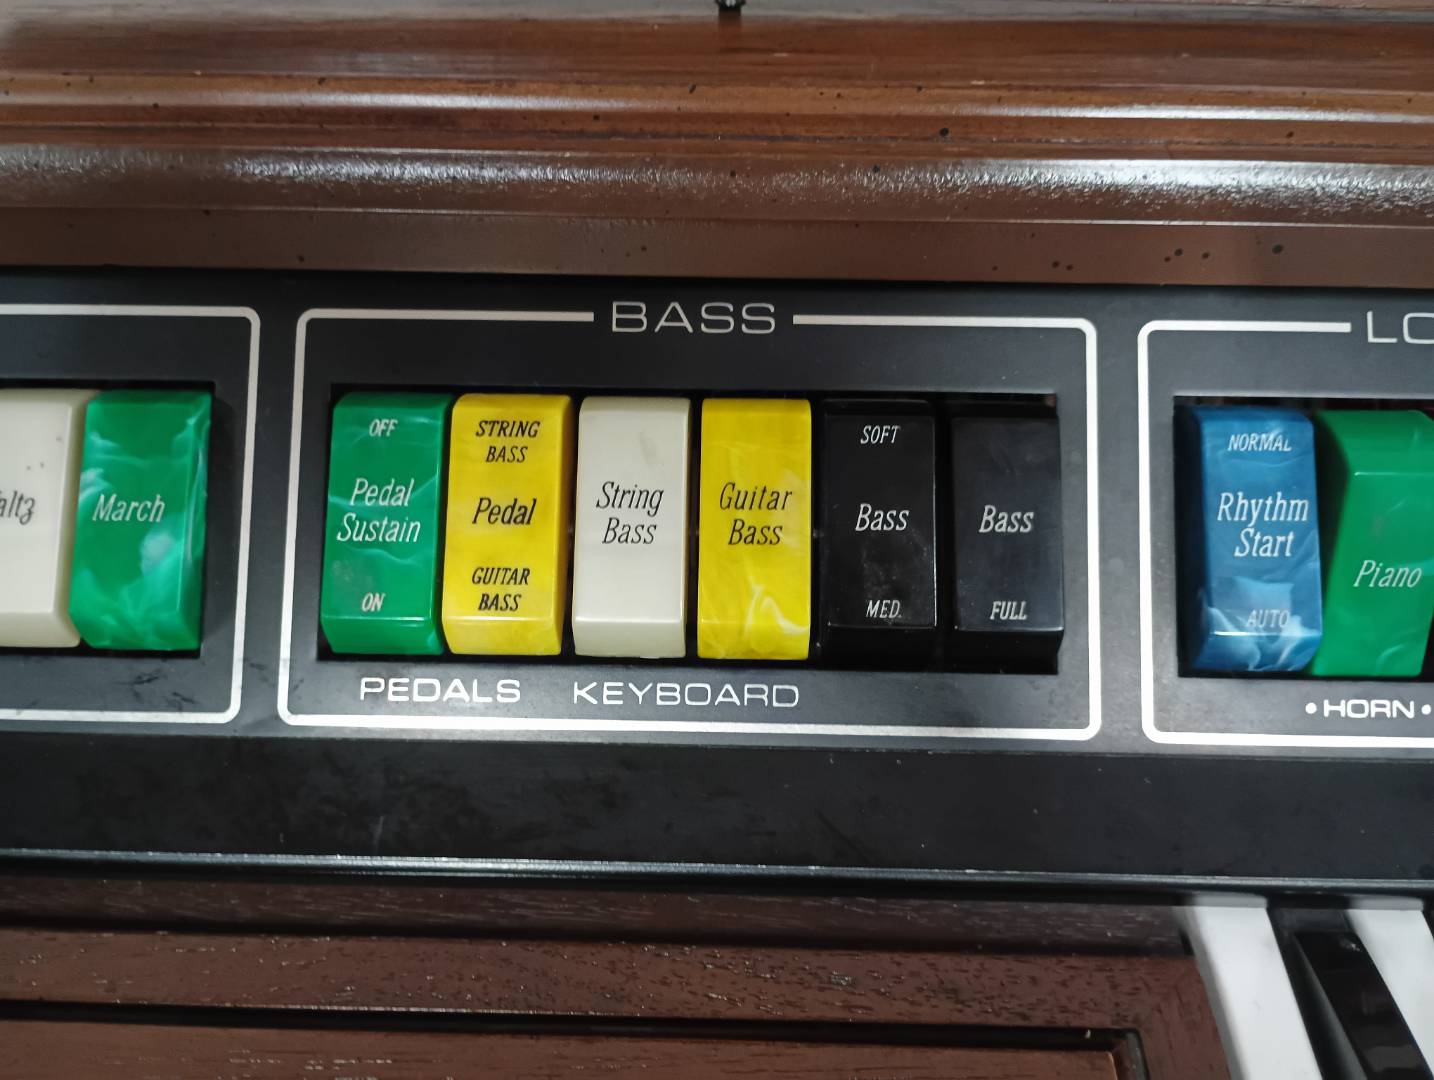 BASS
March
OFF
Pedal
Sustain
ON
STRING
BASS
Pedal
GUITAR
BASS
String
Bass
Guitar
Bass
SOFT
Bass
MED.
Bass
FULL
PEDALS KEYBOARD
NORMAL
Rhythm
Start
AUTO
Piano
•HORN•